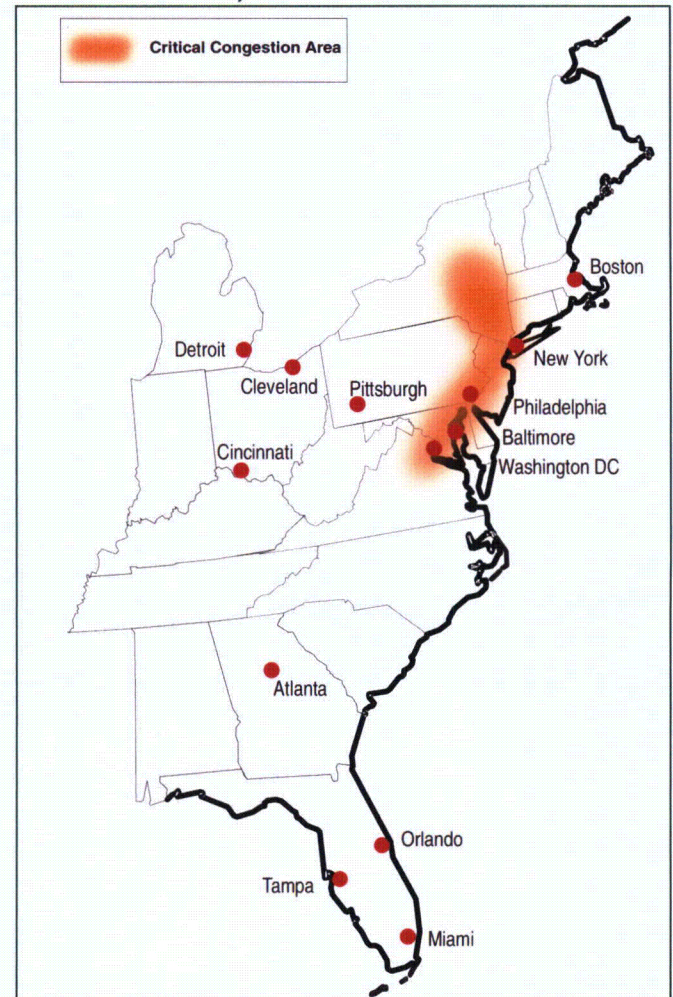 Critical Congestion Area
Boston
Detroit
New York
Cleveland
Pittsburgh
Philadelphia
Baltimore
Cincinnati
Washington DC
Atlanta
Orlando
Tampa
Miami